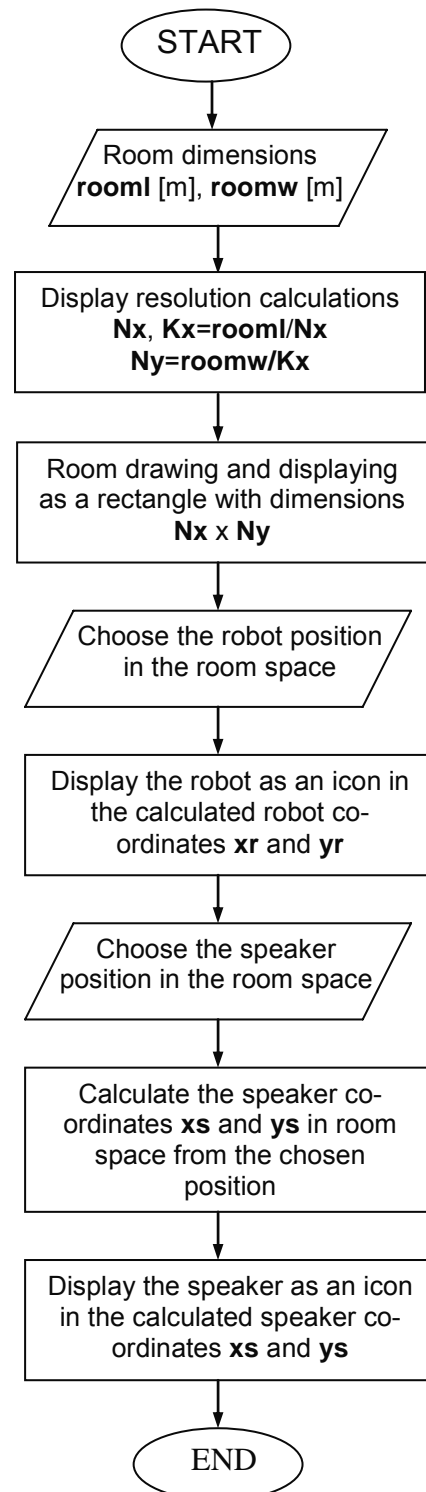 START
Room dimensions
rooml [m], roomw [m]
Display resolution calculations
Nx, Kx=rooml/Nx
Ny=roomw/Kx
Room drawing and displaying
as a rectangle with dimensions
Nx x Ny
Choose the robot position
in the room space
Display the robot as an icon in
the calculated robot co-
ordinates xr and yr
Choose the speaker
position in the room space
Calculate the speaker co-
ordinates xs and ys in room
space from the chosen
position
Display the speaker as an icon
in the calculated speaker co-
ordinates xs and ys
END